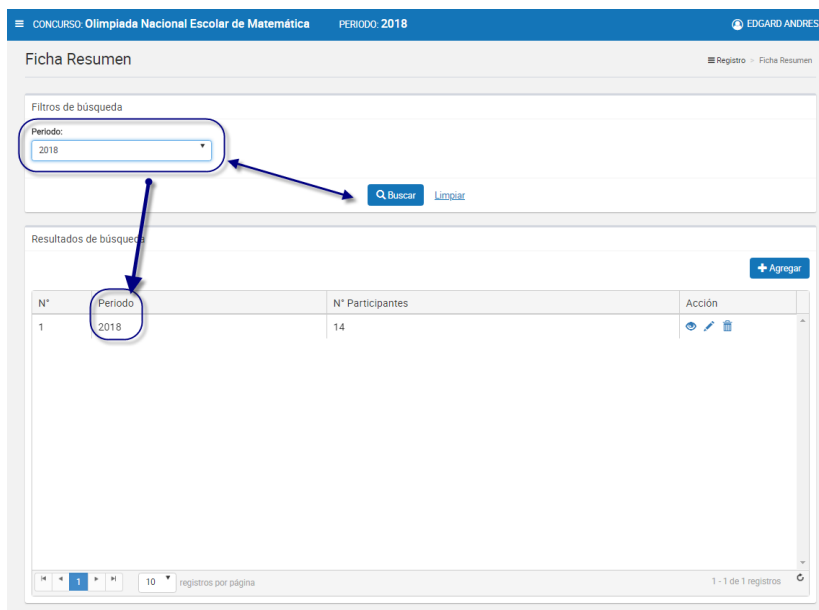 CONCURSO: Olimpiada Nacional Escolar de Matemática PERIODO: 2018 EDGARD ANDRES
Ficha Resumen
Registro > Ficha Resumen
Filtros de búsqueda
Periodo:
2018
Buscar Limpiar
Resultados de búsqueda
+ Agregar
N° Periodo N° Participantes Acción
1 2018 14
1 10 registros por página 1 - 1 de 1 registros